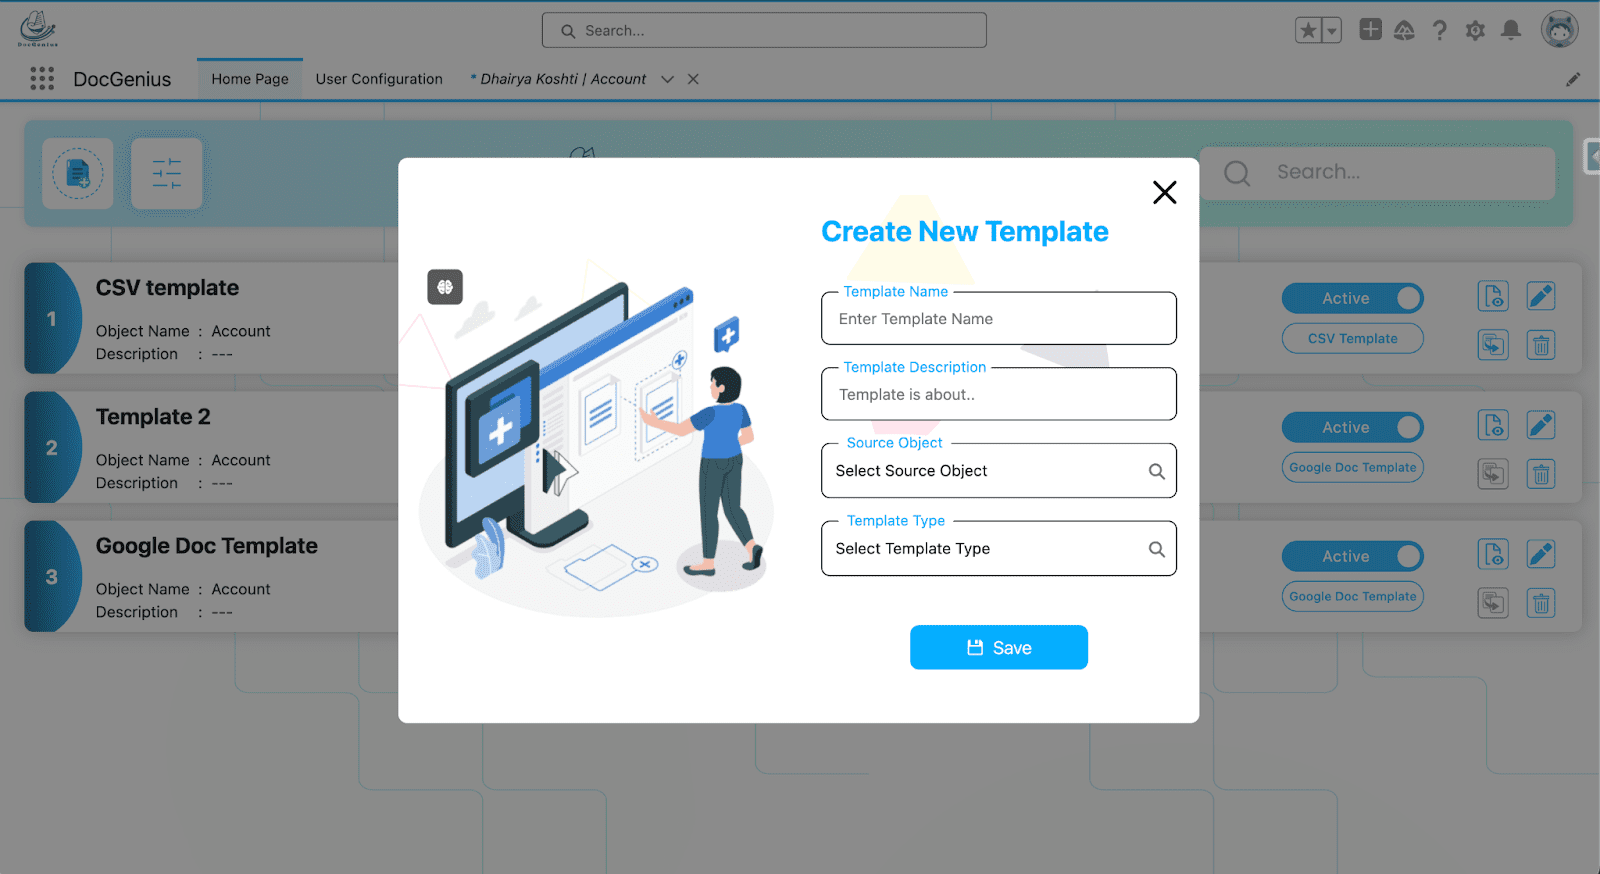 DocGenius
Search...
DocGenius
Home Page
User Configuration
* Dhairya Koshti | Account
Search...
Create New Template
Template Name
Enter Template Name
Template Description
Template is about..
Source Object
Select Source Object
Template Type
Select Template Type
Save
1
CSV template
Object Name : Account
Description : ---
Active
CSV Template
2
Template 2
Object Name : Account
Description : ---
Active
Google Doc Template
3
Google Doc Template
Object Name : Account
Description : ---
Active
Google Doc Template